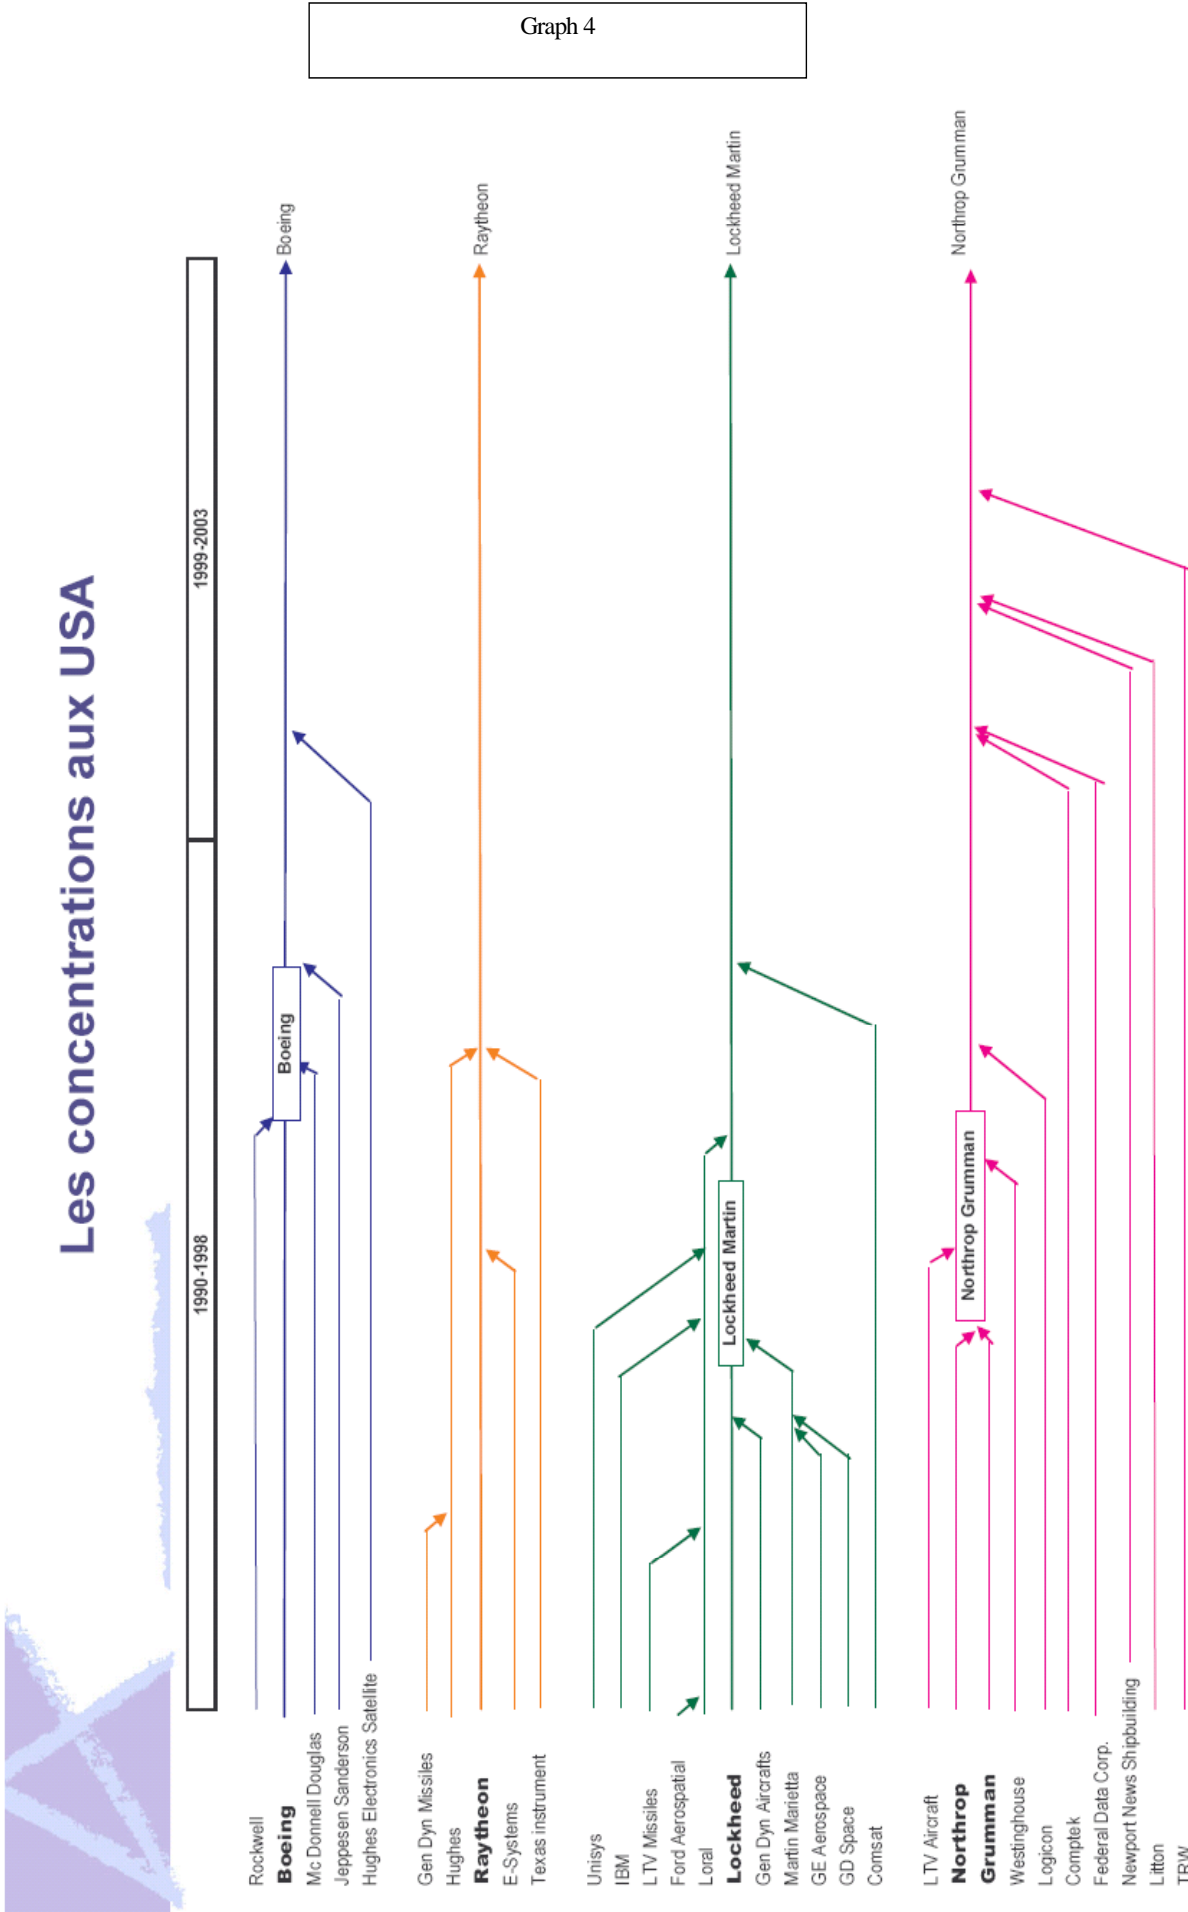 Graph 4
Les concentrations aux USA
1990-1998
1999-2003
Rockwell
Boeing
Mc Donnell Douglas
Jeppesen Sanderson
Hughes Electronics Satellite
Boeing
Boeing
Gen Dyn Missiles
Hughes
Raytheon
E-Systems
Texas instrument
Raytheon
Unisys
IBM
LTV Missiles
Ford Aerospatial
Loral
Lockheed
Gen Dyn Aircrafts
Martin Marietta
GE Aerospace
GD Space
Comsat
Lockheed Martin
Lockheed Martin
LTV Aircraft
Northrop
Grumman
Westinghouse
Logicon
Comptek
Federal Data Corp.
Newport News Shipbuilding
Litton
TRW
Northrop Grumman
Northrop Grumman